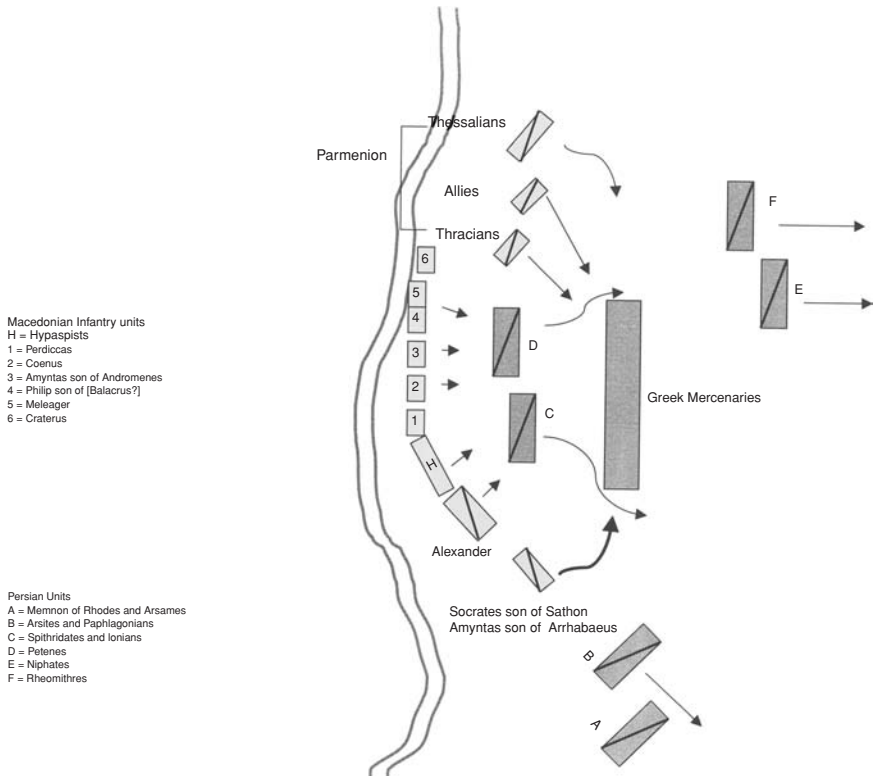 Thessalians
Parmenion
Allies
Thracians
F
E
6
5
4
3
2
1
H
D
C
Greek Mercenaries
Macedonian Infantry units
H = Hypaspists
1 = Perdiccas
2 = Coenus
3 = Amyntas son of Andromenes
4 = Philip son of [Balacrus?]
5 = Meleager
6 = Craterus
Alexander
Socrates son of Sathon
Amyntas son of Arrhabaeus
B
A
Persian Units
A = Memnon of Rhodes and Arsames
B = Arsites and Paphlagonians
C = Spithridates and Ionians
D = Petenes
E = Niphates
F = Rheomithres